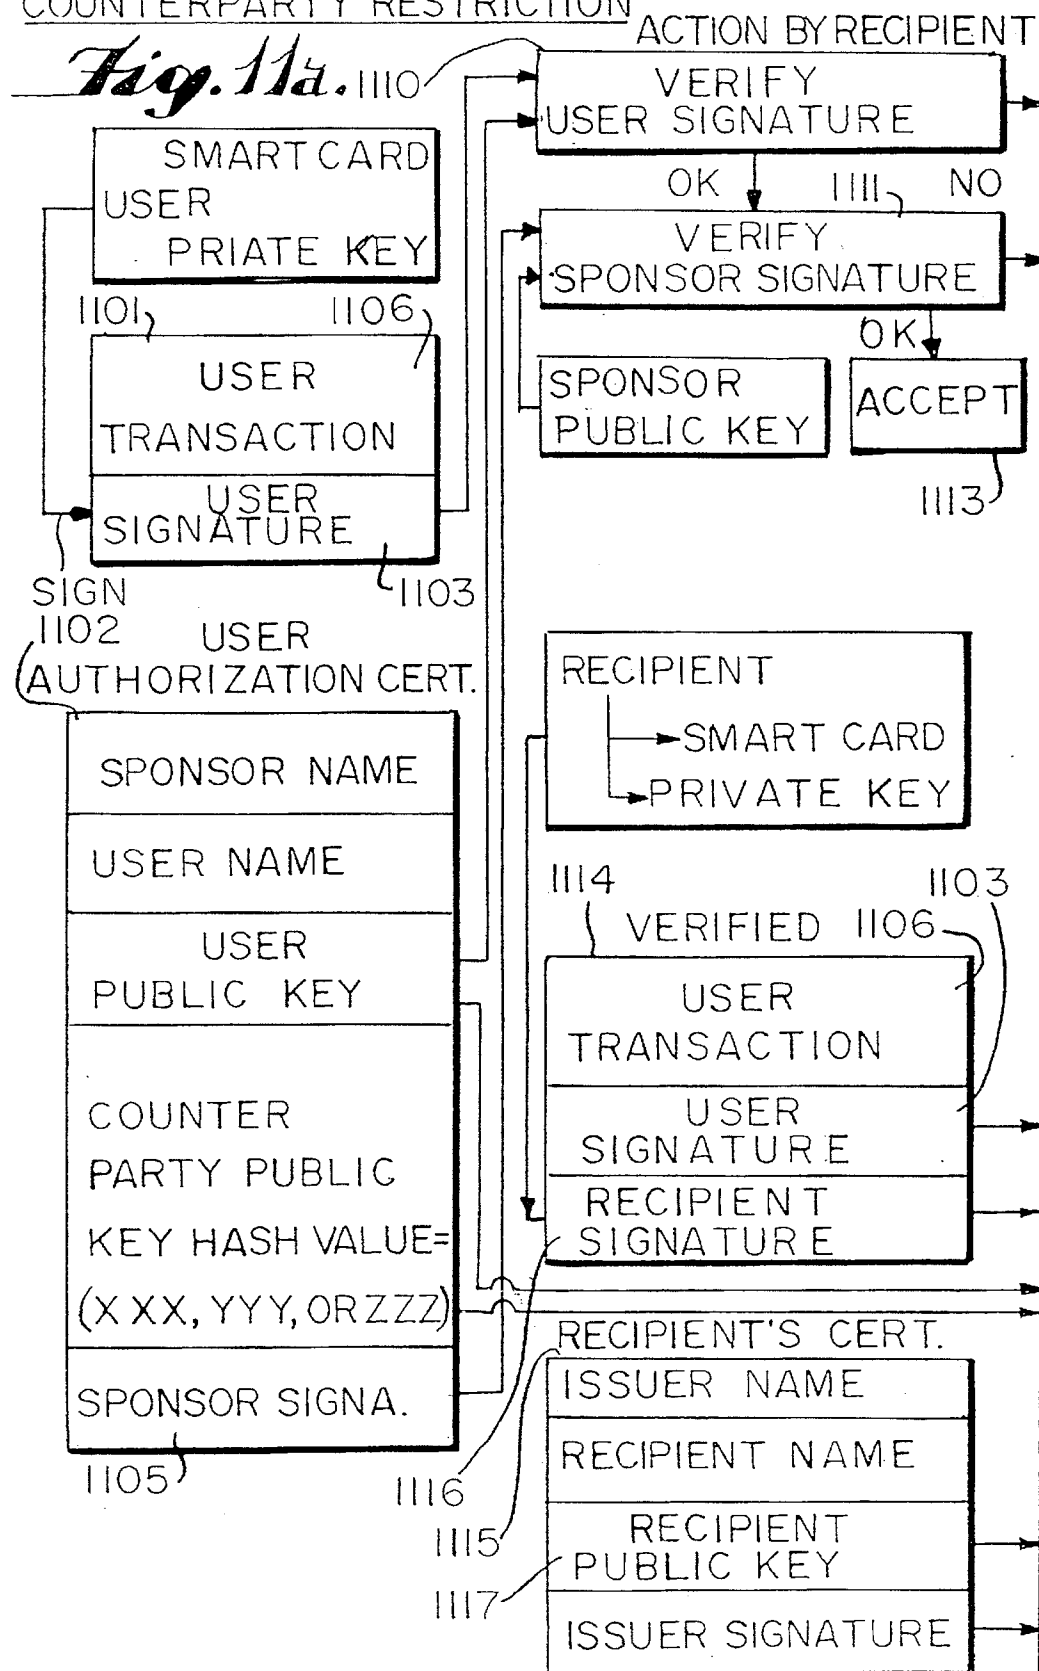 COUNTERPARTY RESTRICTION
Fig. 11a.
ACTION BY RECIPIENT
1110
VERIFY
USER SIGNATURE
SMART CARD
USER
PRIATE KEY
OK
1111
NO
VERIFY
SPONSOR SIGNATURE
1101
1106
OK
USER
TRANSACTION
SPONSOR
PUBLIC KEY
ACCEPT
1113
USER
SIGNATURE
SIGN
1103
1102
USER
AUTHORIZATION CERT.
SPONSOR NAME
USER NAME
USER
PUBLIC KEY
COUNTER
PARTY PUBLIC
KEY HASH VALUE=
(XXX, YYY, OR ZZZ)
SPONSOR SIGNA.
1105
RECIPIENT
SMART CARD
PRIVATE KEY
1114
1103
VERIFIED
1106
USER
TRANSACTION
USER
SIGNATURE
RECIPIENT
SIGNATURE
RECIPIENT'S CERT.
ISSUER NAME
RECIPIENT NAME
1116
1115
RECIPIENT
PUBLIC KEY
1117
ISSUER SIGNATURE